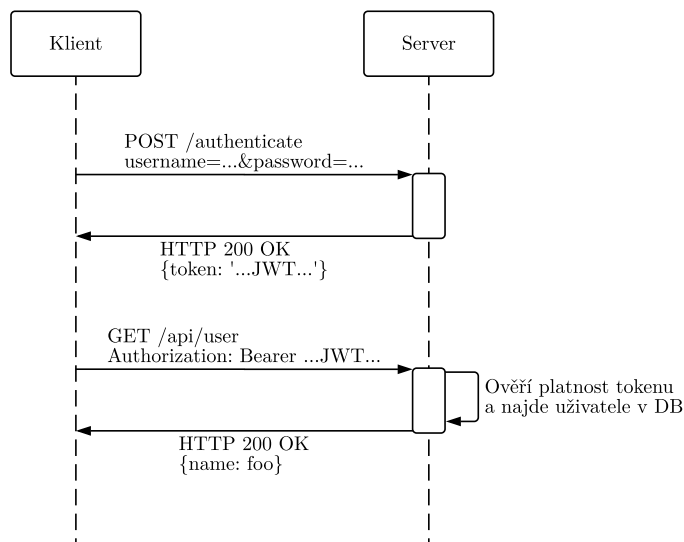 Klient
Server
POST /authenticate
username=...&password=...
HTTP 200 OK
{token: '...JWT...'}
GET /api/user
Authorization: Bearer ...JWT...
Ověří platnost tokenu
a najde uživatele v DB
HTTP 200 OK
{name: foo}